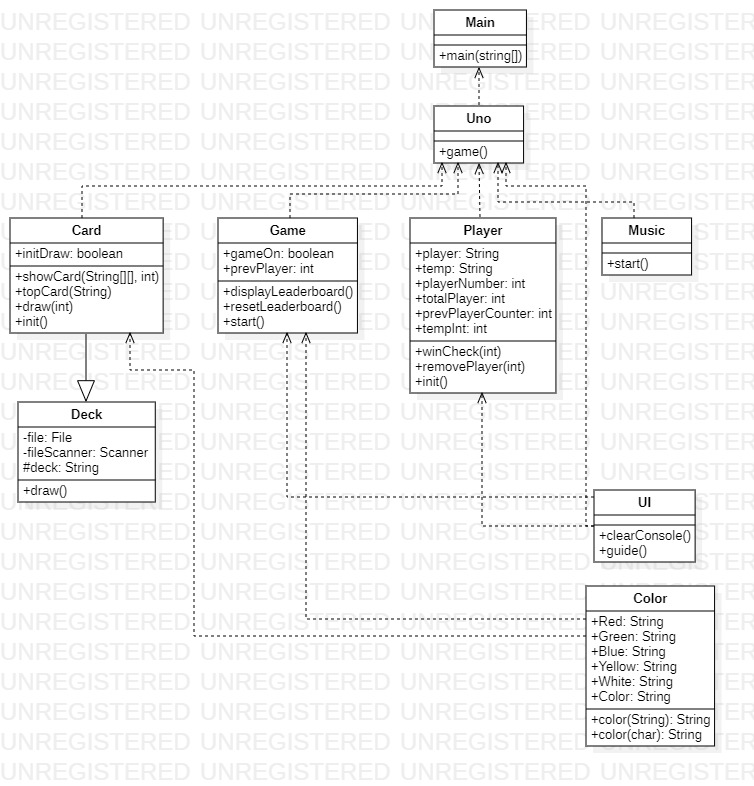 Main
+main(string[])
Uno
+game()
Card
+initDraw: boolean
+showCard(String[][], int)
+topCard(String)
+draw(int)
+init()
Game
+gameOn: boolean
+prevPlayer: int
+displayLeaderboard()
+resetLeaderboard()
+start()
Player
+player: String
+temp: String
+playerNumber: int
+totalPlayer: int
+prevPlayerCounter: int
+tempInt: int
+winCheck(int)
+removePlayer(int)
+init()
Music
+start()
Deck
-file: File
-fileScanner: Scanner
#deck: String
+draw()
UI
+clearConsole()
+guide()
Color
+Red: String
+Green: String
+Blue: String
+Yellow: String
+White: String
+Color: String
+color(String): String
+color(char): String
UNREGISTERED